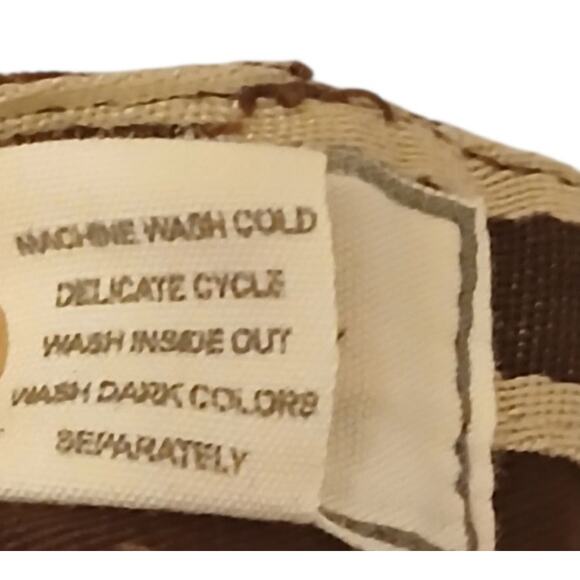 MACHINE WASH COLD
DELICATE CYCLE
WASH INSIDE OUT
WASH DARK COLORS
SEPARATELY